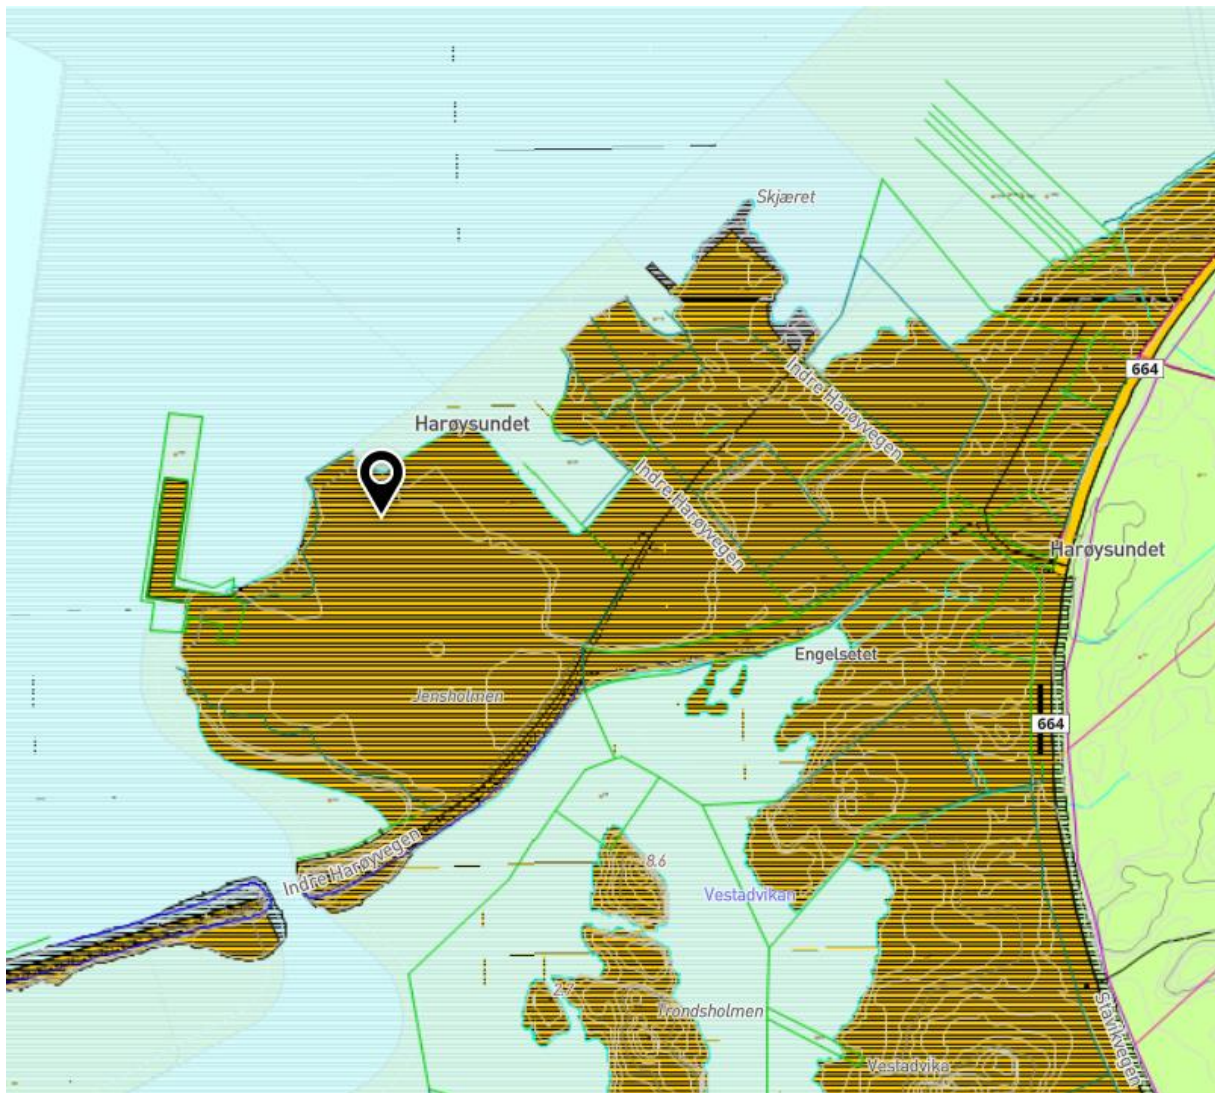 Skjæret
664
Indre Harøyvegen
Harøysundet
Indre Harøyvegen
Harøysundet
Engelsetet
Jensholmen
664
Indre Harøyvegen
8.6
Vestadvikan
2.7
Trondsholmen
Stavikvegen
Vestadvika